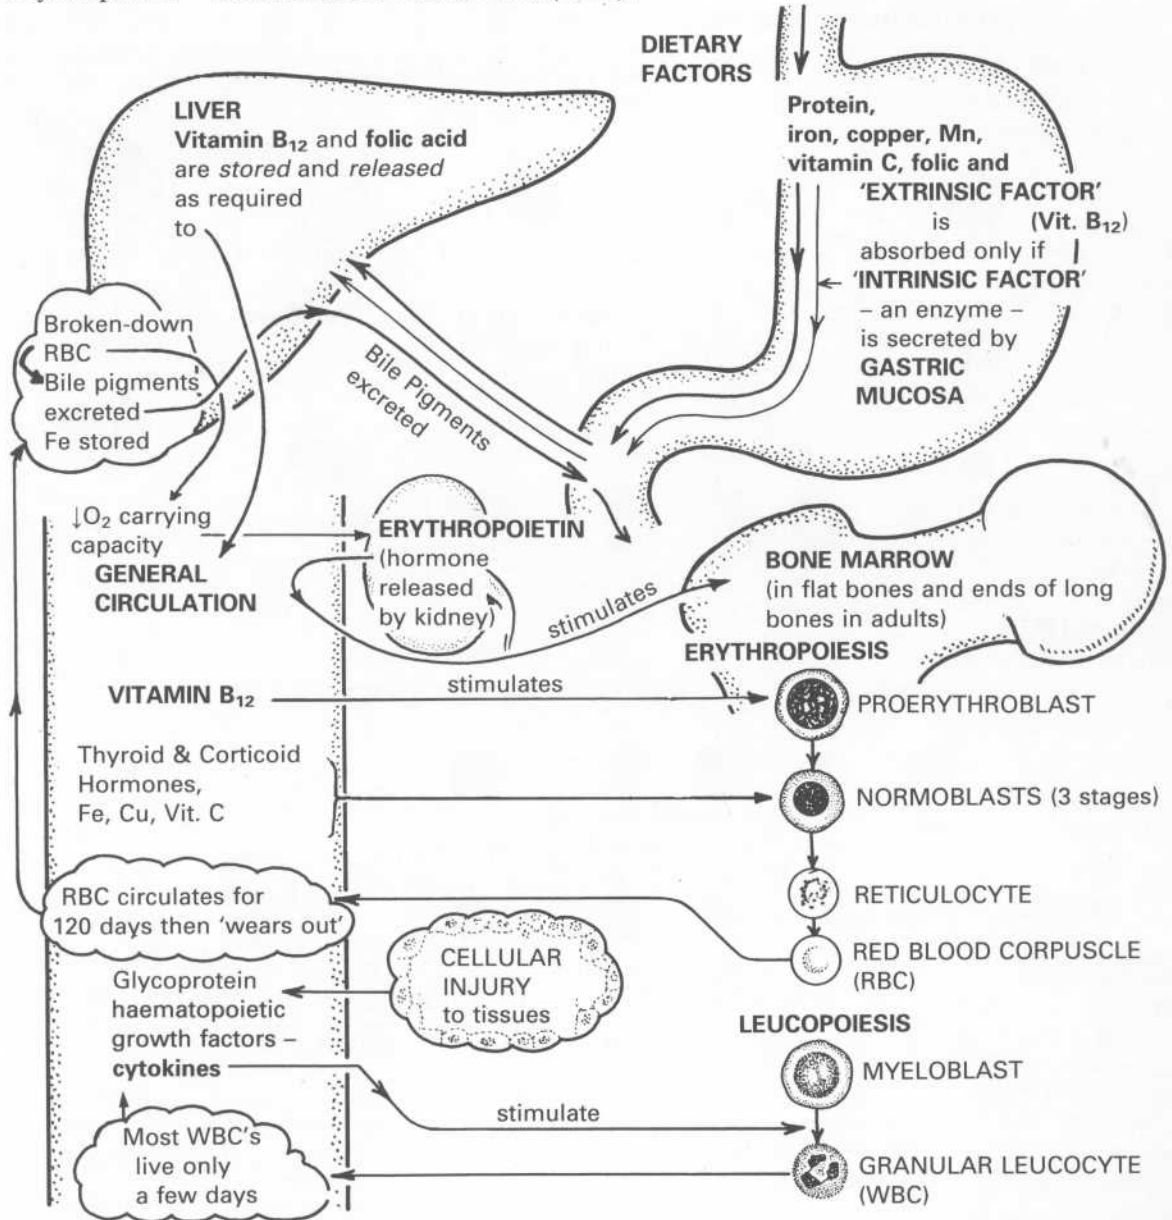 DIETARY
FACTORS
LIVER
Vitamin B₁₂ and folic acid
are stored and released
as required
to
Protein,
iron, copper, Mn,
vitamin C, folic and
'EXTRINSIC FACTOR'
is (Vit. B₁₂)
absorbed only if
'INTRINSIC FACTOR'
– an enzyme –
is secreted by
GASTRIC
MUCOSA
Broken-down
RBC
Bile pigments
excreted
Fe stored
Bile Pigments
excreted
↓O₂ carrying
capacity
GENERAL
CIRCULATION
ERYTHROPOIETIN
(hormone
released
by kidney)
stimulates
BONE MARROW
(in flat bones and ends of long
bones in adults)
ERYTHROPOIESIS
VITAMIN B₁₂
stimulates
PROERYTHROBLAST
Thyroid & Corticoid
Hormones,
Fe, Cu, Vit. C
NORMOBLASTS (3 stages)
RETICULOCYTE
RBC circulates for
120 days then 'wears out'
RED BLOOD CORPUSCLE
(RBC)
CELLULAR
INJURY
to tissues
Glycoprotein
haematopoietic
growth factors –
cytokines
LEUCOPOIESIS
MYELOBLAST
stimulate
Most WBC's
live only
a few days
GRANULAR LEUCOCYTE
(WBC)